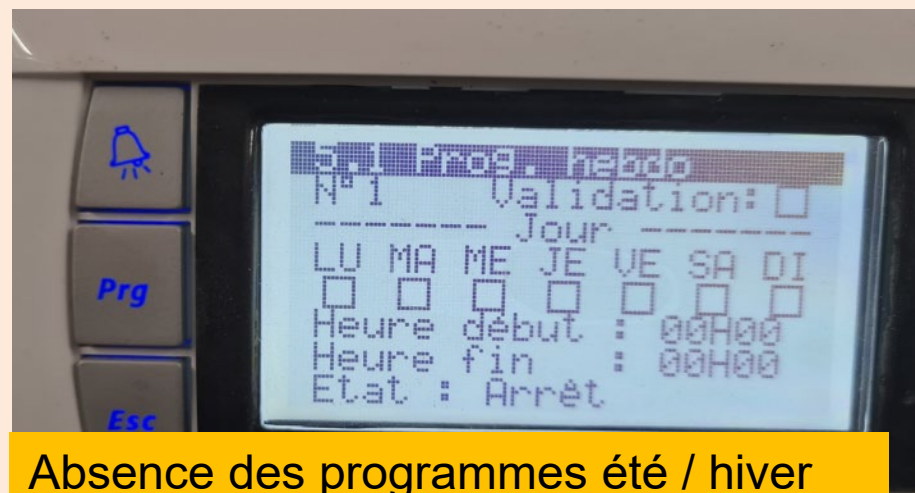 5.1 Prog. hebdo
N°1 Validation:
------ Jour ------
LU MA ME JE VE SA DI
Heure début : 00H00
Heure fin : 00H00
Etat : Arrêt
Prg
Esc
Absence des programmes été / hiver